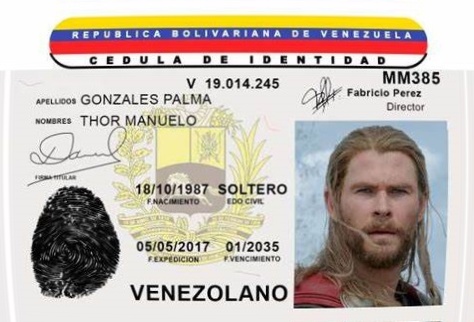 REPUBLICA BOLIVARIANA DE VENEZUELA
CEDULA DE IDENTIDAD
V 19.014.245
MM385
APELLIDOS GONZALES PALMA
Fabricio Perez
Director
NOMBRES THOR MANUELO
FIRMA TITULAR
18/10/1987 SOLTERO
F.NACIMIENTO EDO CIVIL
05/05/2017 01/2035
F.EXPEDICION F.VENCIMIENTO
VENEZOLANO